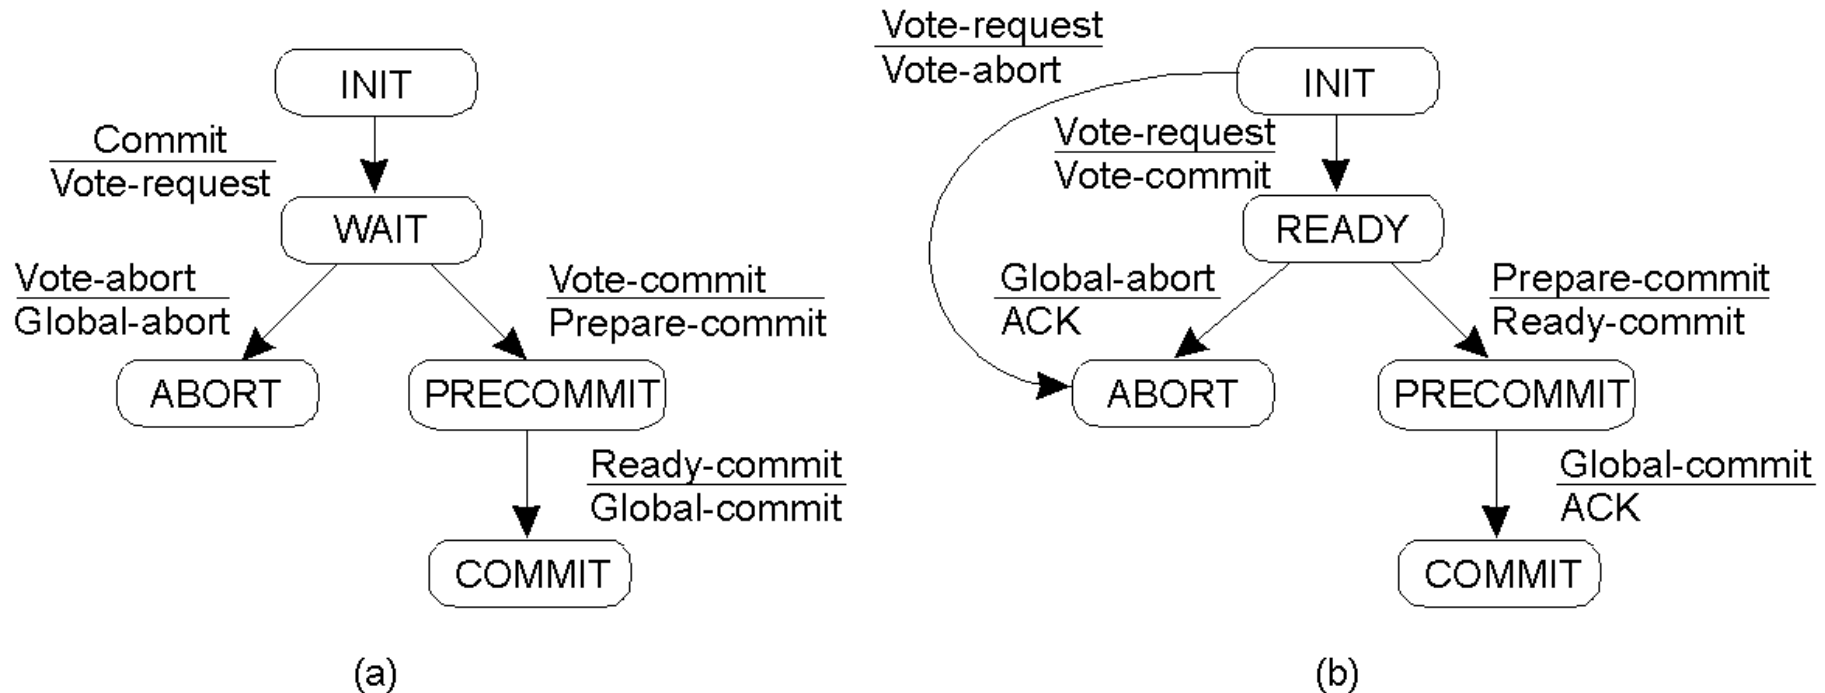 INIT
Commit
Vote-request
WAIT
Vote-abort
Global-abort
Vote-commit
Prepare-commit
ABORT
PRECOMMIT
Ready-commit
Global-commit
COMMIT
(a)
Vote-request
Vote-abort
INIT
Vote-request
Vote-commit
READY
Global-abort
ACK
Prepare-commit
Ready-commit
ABORT
PRECOMMIT
Global-commit
ACK
COMMIT
(b)